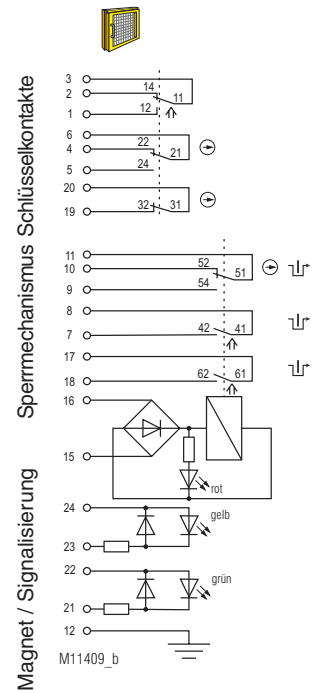 Sperrmechanismus Schlüsselkontakte
Magnet / Signalisierung
3
2 14
11
1 12
6
4 22
21
5 24
20
19 32 31
11
10 52
51
9 54
8
7 42 41
17
18 62 61
16
15
rot
24
gelb
23
22
grün
21
12
M11409_b